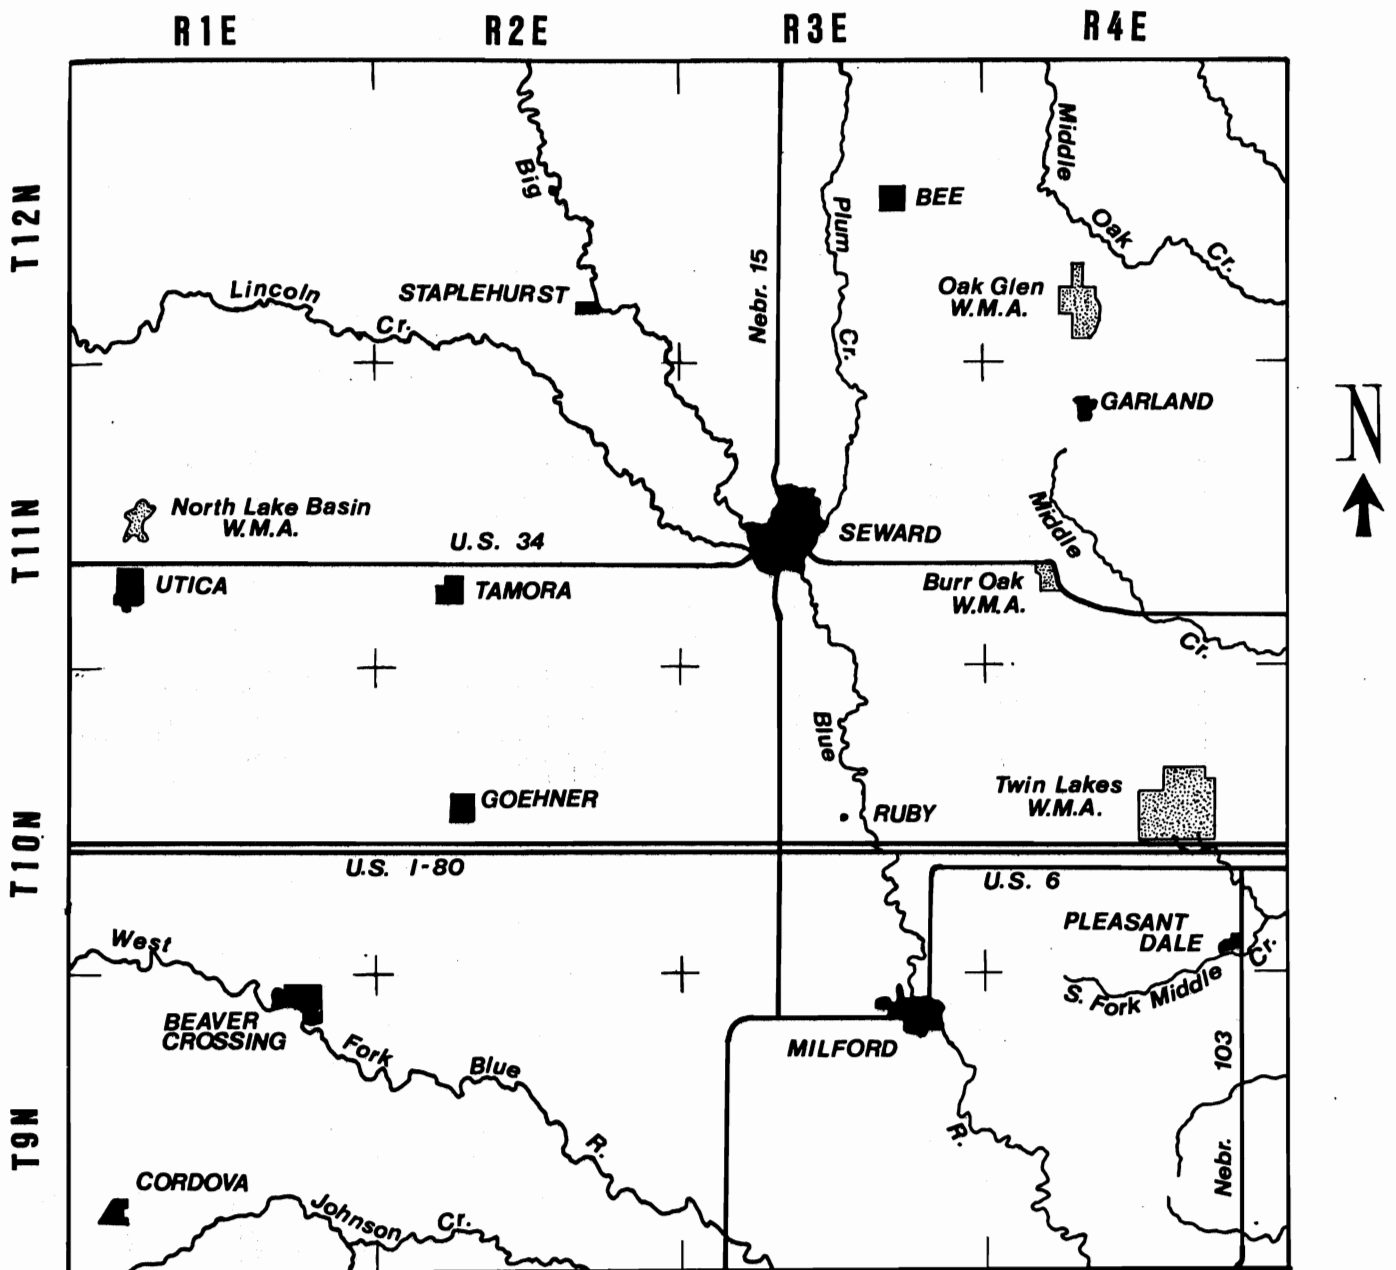 R1E R2E R3E R4E
T12N
T11N
T10N
T9N
Big
Middle
Plum
BEE
Oak
Cr.
Nebr. 15
Lincoln
STAPLEHURST
Oak Glen
W.M.A.
Cr.
Cr.
GARLAND
N
North Lake Basin
W.M.A.
Middle
U.S. 34
SEWARD
UTICA
TAMORA
Burr Oak
W.M.A.
Cr.
Blue
Twin Lakes
W.M.A.
GOEHNER
RUBY
U.S. I-80
U.S. 6
West
PLEASANT
DALE
Cr.
S. Fork Middle
BEAVER
CROSSING
Fork
Blue
MILFORD
Nebr. 103
R.
R.
CORDOVA
Johnson
Cr.